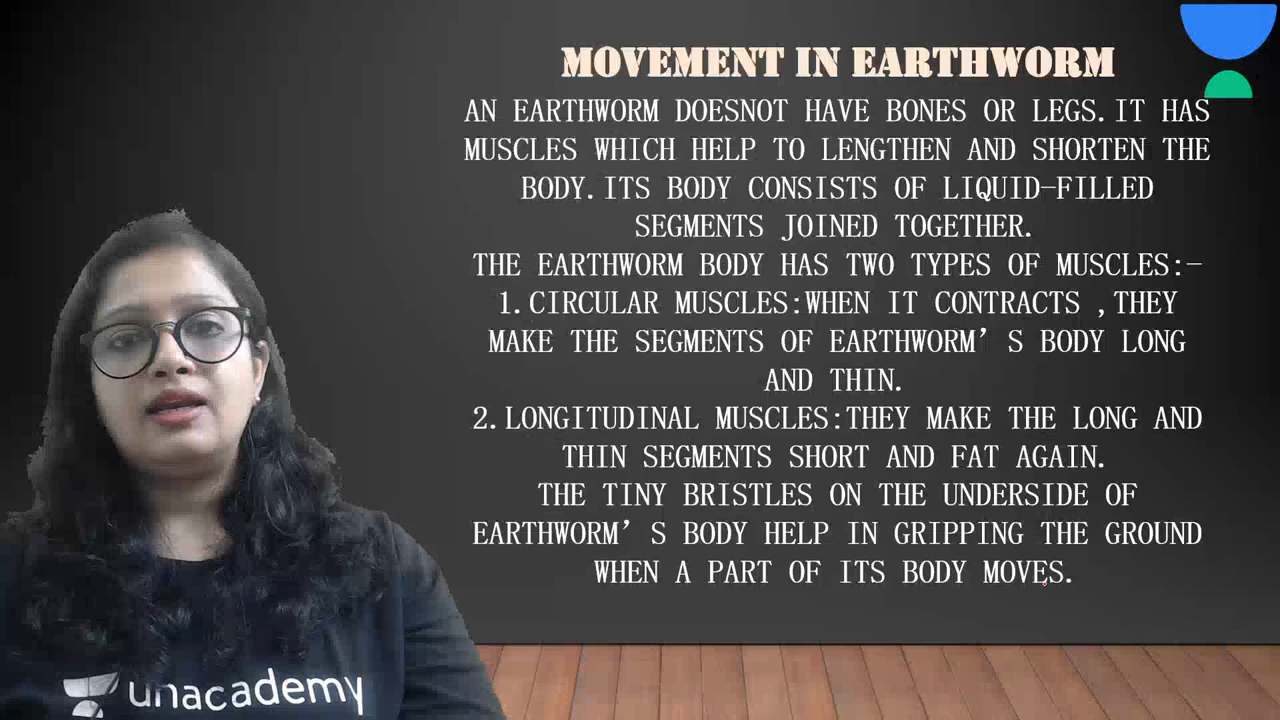 MOVEMENT IN EARTHWORM
AN EARTHWORM DOESNOT HAVE BONES OR LEGS.IT HAS
MUSCLES WHICH HELP TO LENGTHEN AND SHORTEN THE
BODY.ITS BODY CONSISTS OF LIQUID-FILLED
SEGMENTS JOINED TOGETHER.
THE EARTHWORM BODY HAS TWO TYPES OF MUSCLES:-
1.CIRCULAR MUSCLES:WHEN IT CONTRACTS ,THEY
MAKE THE SEGMENTS OF EARTHWORM’S BODY LONG
AND THIN.
2.LONGITUDINAL MUSCLES:THEY MAKE THE LONG AND
THIN SEGMENTS SHORT AND FAT AGAIN.
THE TINY BRISTLES ON THE UNDERSIDE OF
EARTHWORM’S BODY HELP IN GRIPPING THE GROUND
WHEN A PART OF ITS BODY MOVES.
unacademy